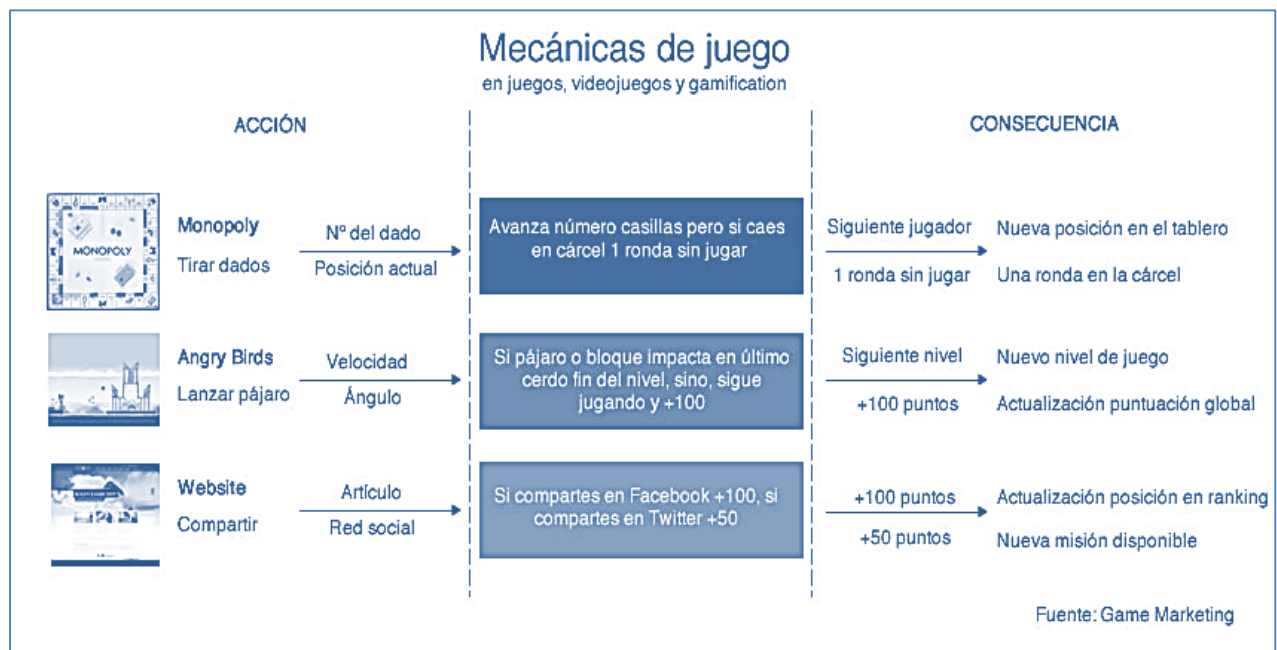 Mecánicas de juego
en juegos, videojuegos y gamification
ACCIÓN
CONSECUENCIA
MONOPOLY
Monopoly
Tirar dados
Nº del dado
Posición actual
Avanza número casillas pero si caes
en cárcel 1 ronda sin jugar
Siguiente jugador
1 ronda sin jugar
Nueva posición en el tablero
Una ronda en la cárcel
Angry Birds
Lanzar pájaro
Velocidad
Ángulo
Si pájaro o bloque impacta en último
cerdo fin del nivel, sino, sigue
jugando y +100
Siguiente nivel
+100 puntos
Nuevo nivel de juego
Actualización puntuación global
Website
Compartir
Artículo
Red social
Si compartes en Facebook +100, si
compartes en Twitter +50
+100 puntos
+50 puntos
Actualización posición en ranking
Nueva misión disponible
Fuente: Game Marketing